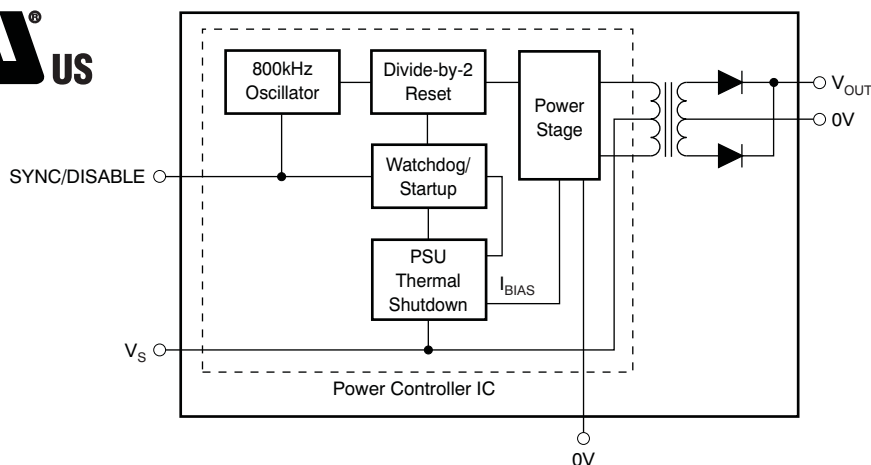 ®
US
800kHz
Oscillator
Divide-by-2
Reset
Power
Stage
V_OUT
0V
SYNC/DISABLE
Watchdog/
Startup
PSU
Thermal
Shutdown
I_BIAS
V_S
Power Controller IC
0V